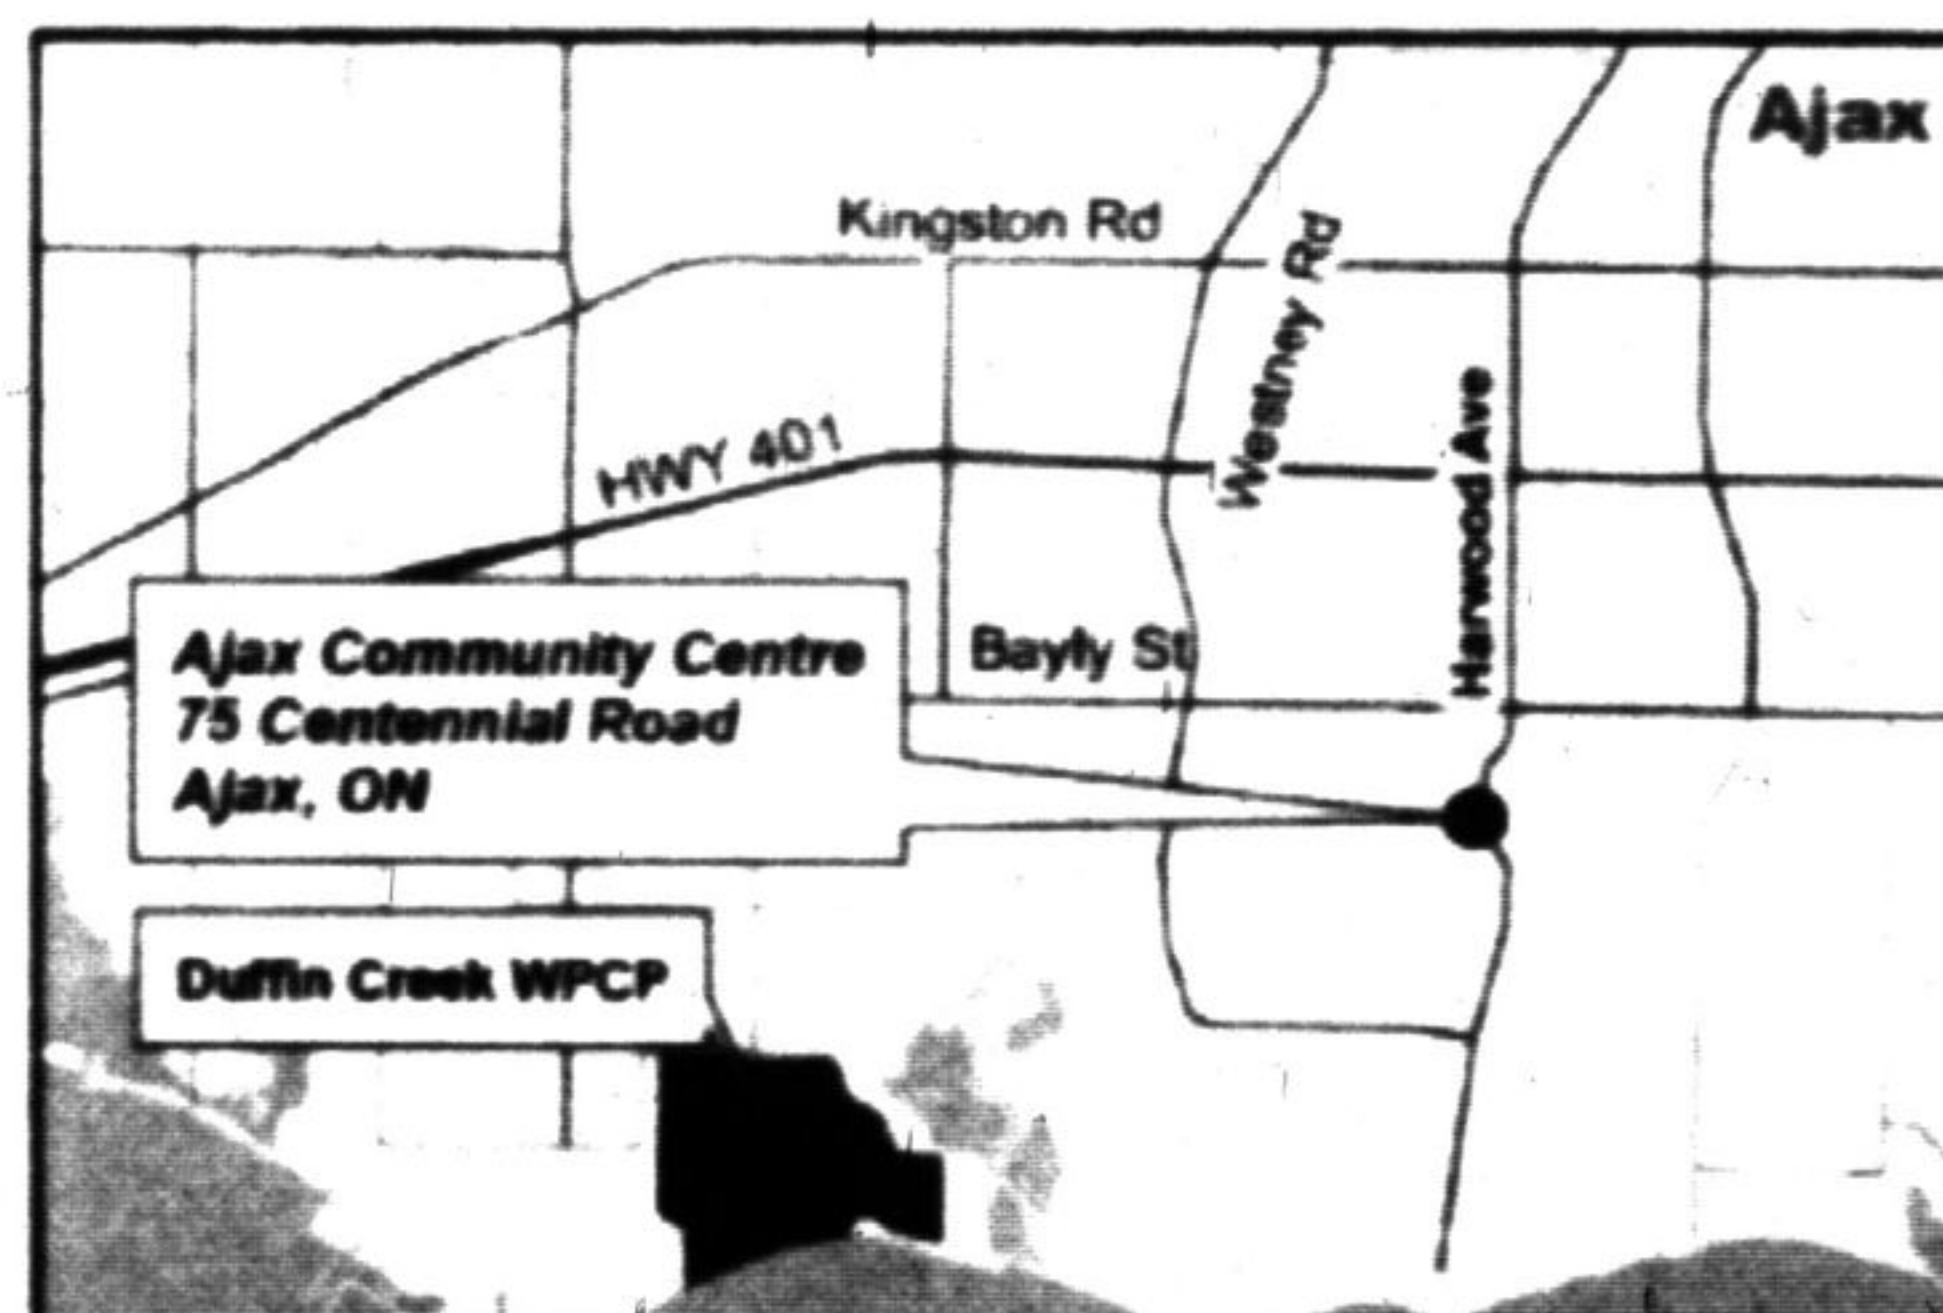 Ajax
Kingston Rd
Westney Rd
HWY 401
Harwood Ave
Bayly St
Ajax Community Centre
75 Centennial Road
Ajax, ON
Duffin Creek WPCP